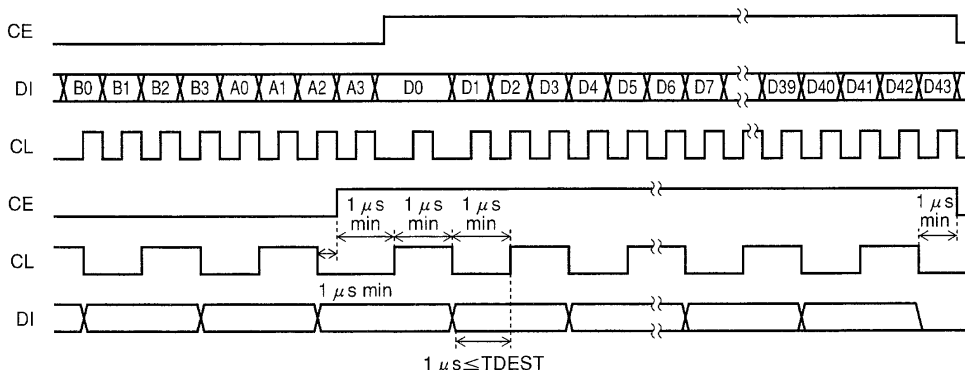 CE
DI B0 B1 B2 B3 A0 A1 A2 A3 D0 D1 D2 D3 D4 D5 D6 D7 D39 D40 D41 D42 D43
CL
CE
1 μs min
1 μs min
1 μs min
1 μs min
CL
1 μs min
DI
1 μs≦TDEST